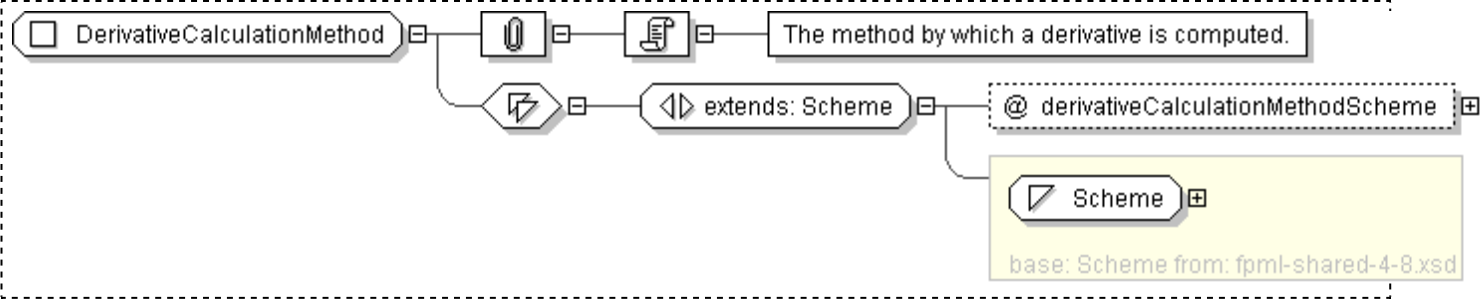 DerivativeCalculationMethod
The method by which a derivative is computed.
extends: Scheme
@ derivativeCalculationMethodScheme
Scheme
base: Scheme from: fpml-shared-4-8.xsd